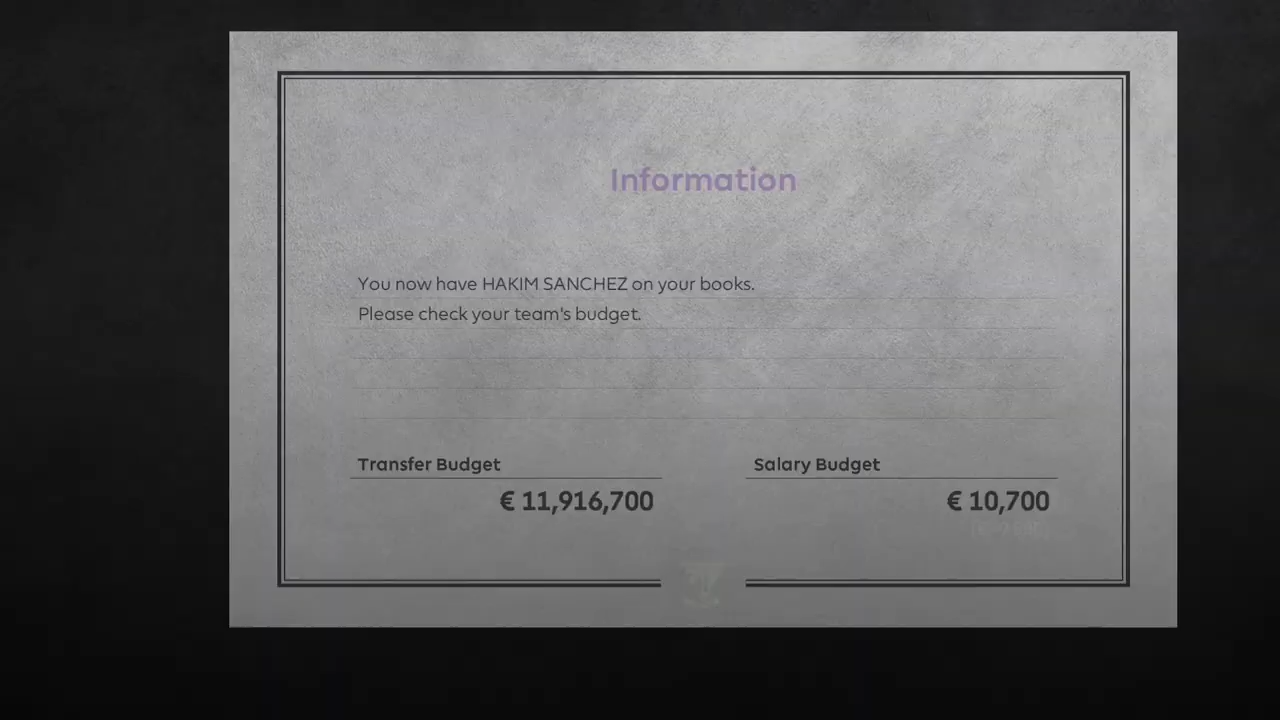 Information
You now have HAKIM SANCHEZ on your books.
Please check your team's budget.
Transfer Budget
Salary Budget
€ 11,916,700
€ 10,700